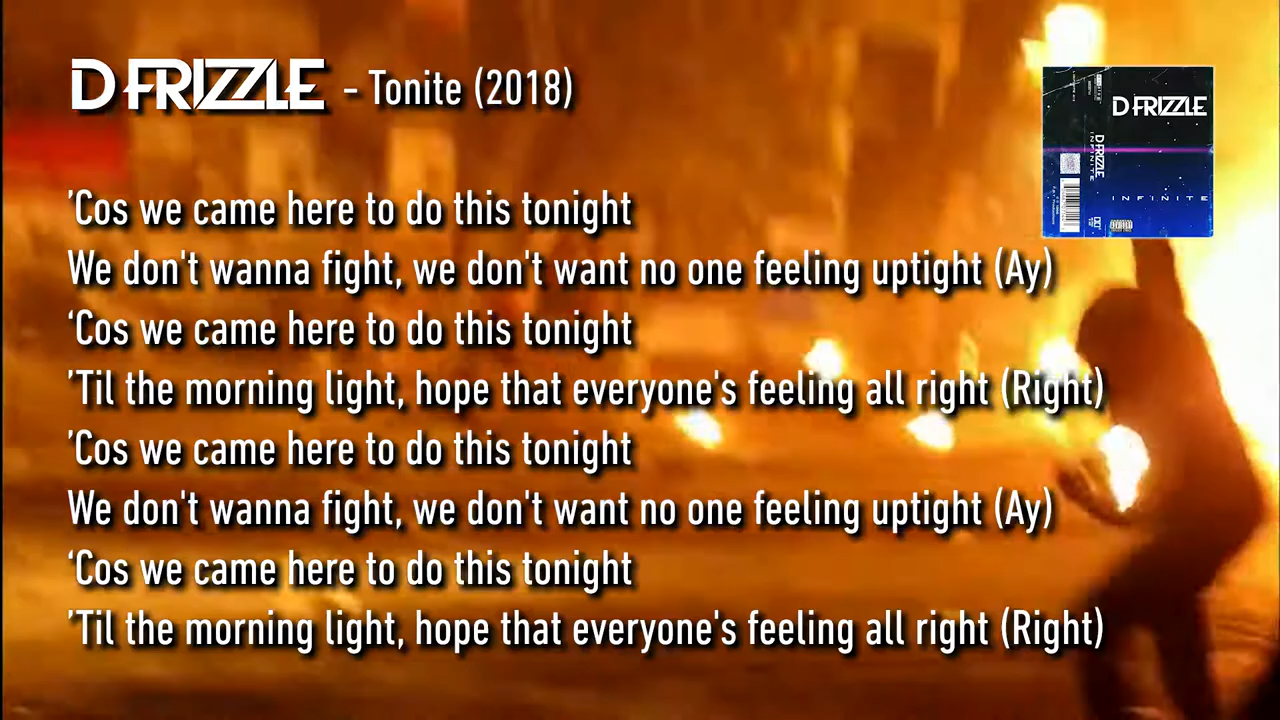 D FRIZZLE - Tonite (2018)
D FRIZZLE
D FRIZZLE
INFINITE
INFINITE
'Cos we came here to do this tonight
We don't wanna fight, we don't want no one feeling uptight (Ay)
‘Cos we came here to do this tonight
'Til the morning light, hope that everyone's feeling all right (Right)
'Cos we came here to do this tonight
We don't wanna fight, we don't want no one feeling uptight (Ay)
‘Cos we came here to do this tonight
'Til the morning light, hope that everyone's feeling all right (Right)